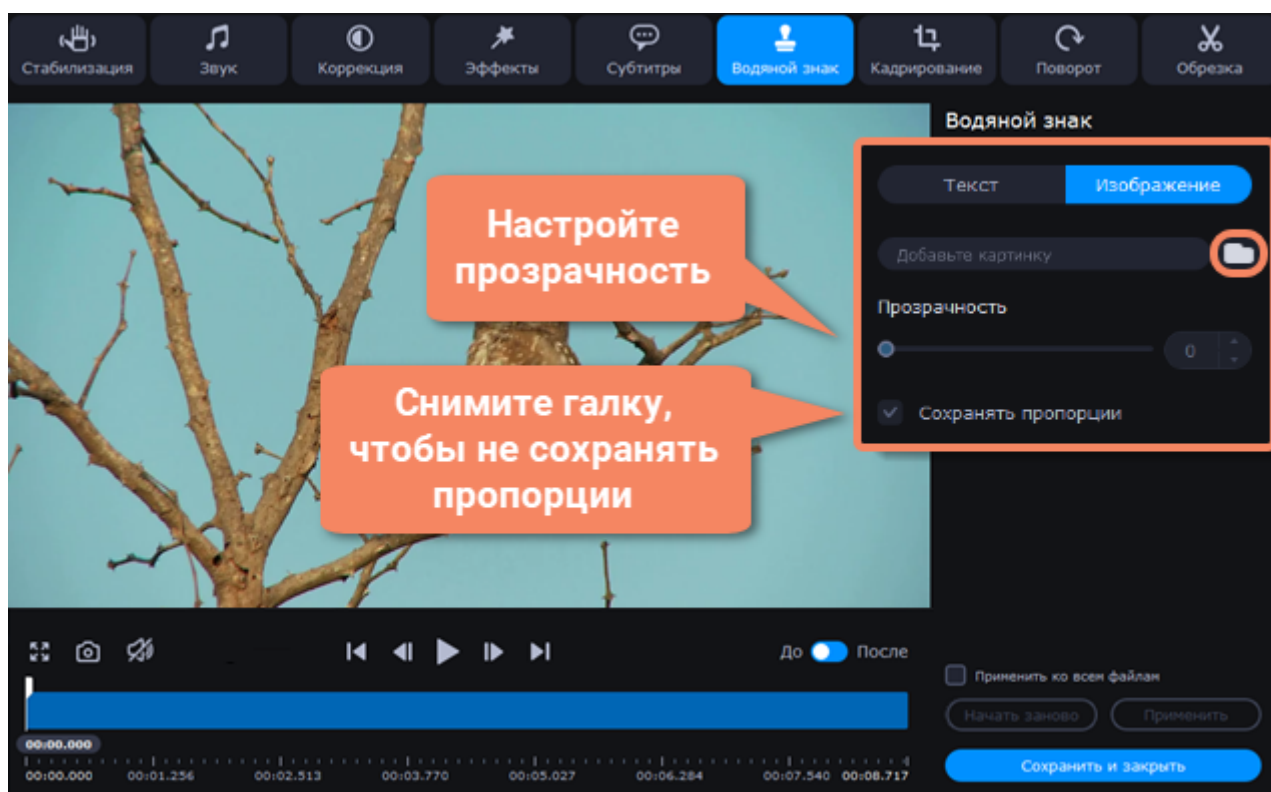 Стабилизация
Звук
Коррекция
Эффекты
Субтитры
Водяной знак
Кадрирование
Поворот
Обрезка
Водяной знак
Текст
Изображение
Добавьте картинку
Прозрачность
0
Сохранять пропорции
Настройте
прозрачность
Снимите галку,
чтобы не сохранять
пропорции
До
После
Применить ко всем файлам
Начать заново
Применить
Сохранить и закрыть
00:00.000
00:00.000 00:01.256 00:02.513 00:03.770 00:05.027 00:06.284 00:07.540 00:08.717